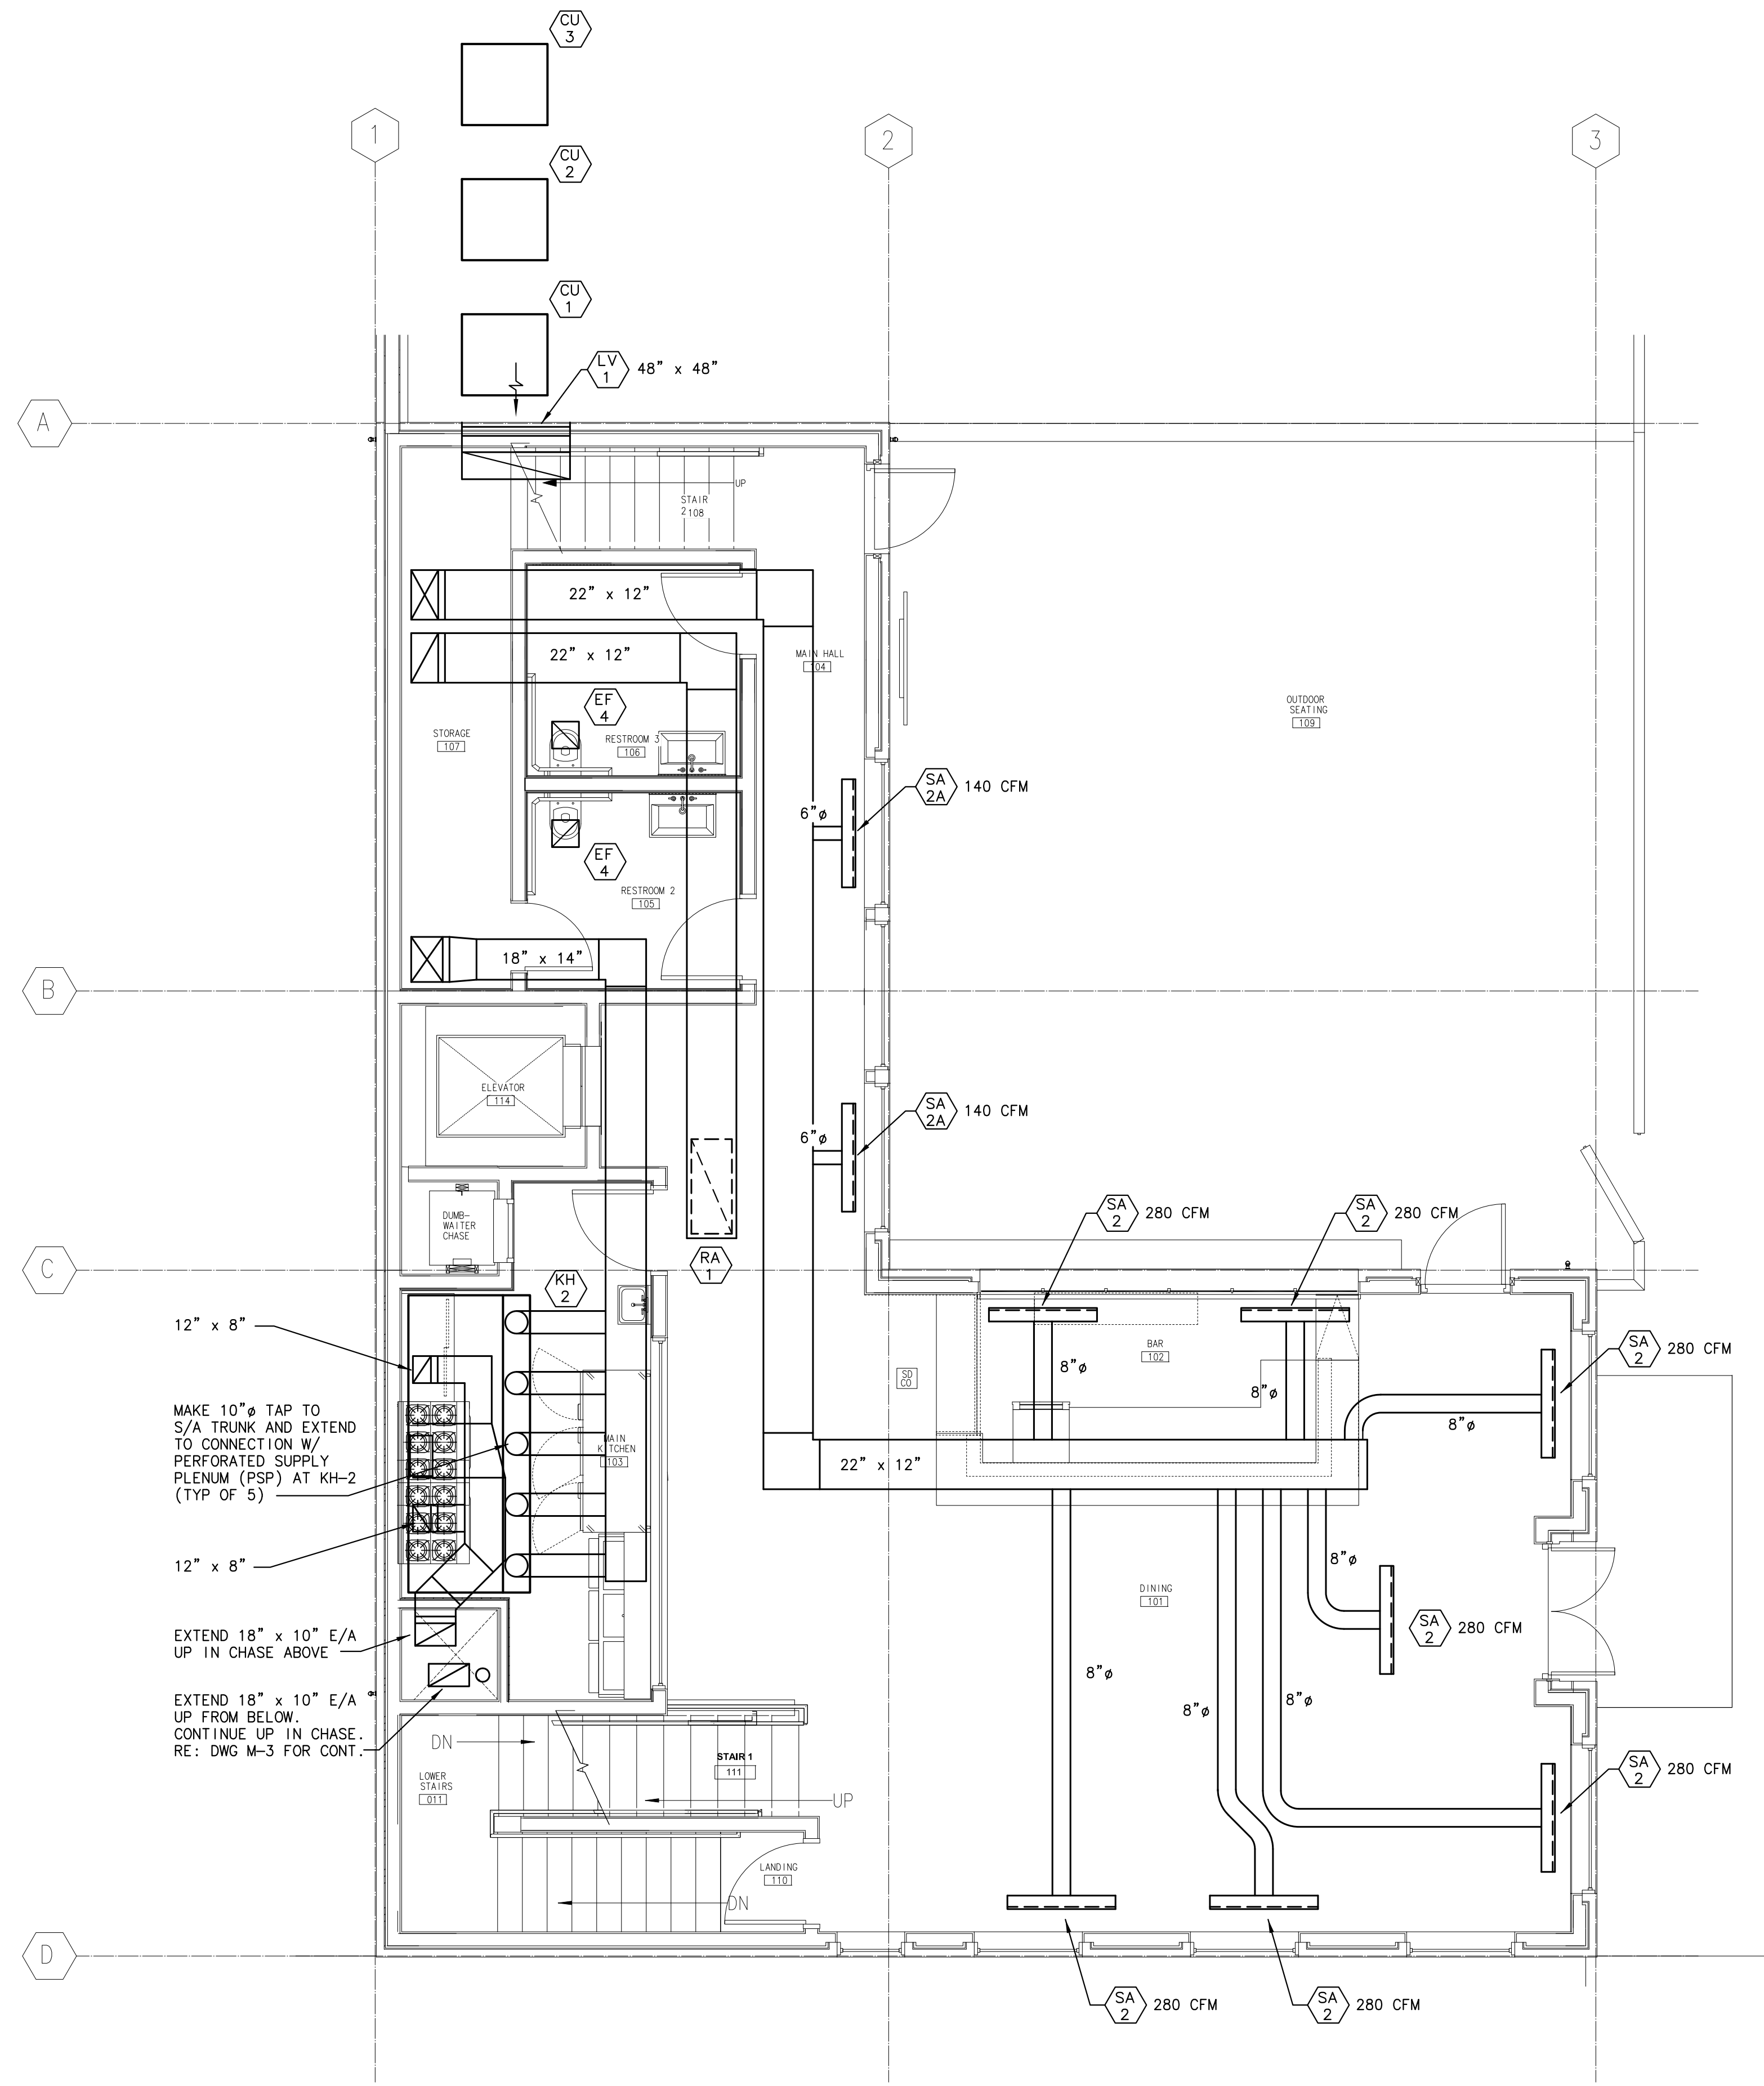 CU
3
1
2
3
CU
2
CU
1
LV
1
48" x 48"
A
UP
STAIR
2 108
22" x 12"
22" x 12"
MAIN HALL
104
EF
4
RESTROOM 3
106
STORAGE
107
OUTDOOR
SEATING
109
SA
2A
140 CFM
6"ø
EF
4
RESTROOM 2
105
18" x 14"
B
ELEVATOR
114
SA
2A
140 CFM
6"ø
DUMB-
WAITER
CHASE
SA
2
280 CFM
SA
2
280 CFM
C
RA
1
KH
2
12" x 8"
BAR
102
SD
CO
8"ø
8"ø
SA
2
280 CFM
8"ø
MAKE 10"ø TAP TO
S/A TRUNK AND EXTEND
TO CONNECTION W/
PERFORATED SUPPLY
PLENUM (PSP) AT KH-2
(TYP OF 5)
MAIN
KITCHEN
103
22" x 12"
12" x 8"
8"ø
DINING
101
SA
2
280 CFM
EXTEND 18" x 10" E/A
UP IN CHASE ABOVE
8"ø
8"ø
8"ø
EXTEND 18" x 10" E/A
UP FROM BELOW.
CONTINUE UP IN CHASE.
RE: DWG M-3 FOR CONT.
DN
STAIR 1
111
LOWER
STAIRS
011
UP
SA
2
280 CFM
LANDING
110
DN
D
SA
2
280 CFM
SA
2
280 CFM